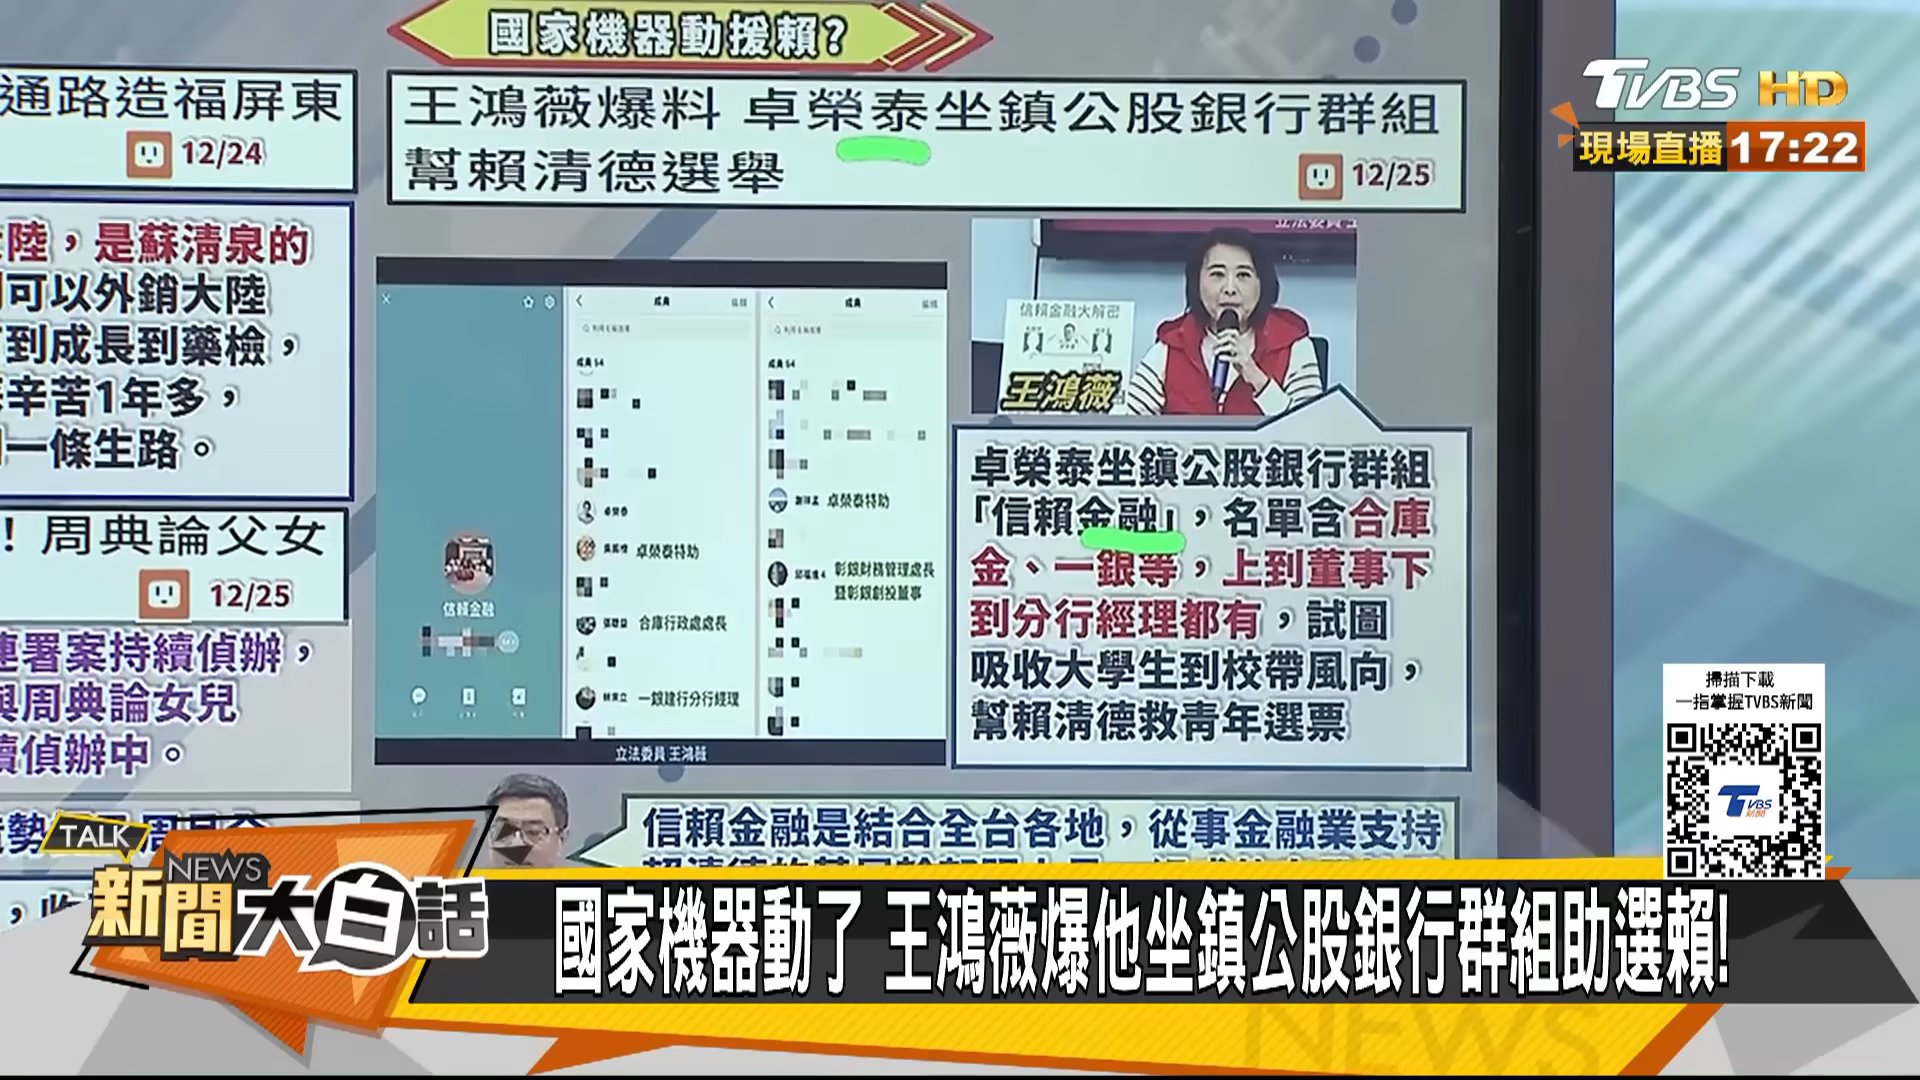 國家機器動援賴?
TVBS HD
現場直播 17:22
通路造福屏東
12/24
王鴻薇爆料 卓榮泰坐鎮公股銀行群組
幫賴清德選舉
12/25
陸，是蘇清泉的
可以外銷大陸
到成長到藥檢，
辛苦1年多，
一條生路。
！周典論父女
12/25
連署案持續偵辦，
與周典論女兒
續偵辦中。
信賴金融
成員
成員 54
卓榮泰特助
合庫行政處處長
一銀建行分行經理
成員
成員 54
卓榮泰特助
彰銀財務管理處長
暨彰銀創投董事
立法委員 王鴻薇
信賴金融大解密
王鴻薇
卓榮泰坐鎮公股銀行群組
「信賴金融」，名單含合庫
金、一銀等，上到董事下
到分行經理都有，試圖
吸收大學生到校帶風向，
幫賴清德救青年選票
信賴金融是結合全台各地，從事金融業支持
掃描下載
一指掌握TVBS新聞
TVBS
新聞
TALK
NEWS
新聞大白話
國家機器動了 王鴻薇爆他坐鎮公股銀行群組助選賴!
NEWS